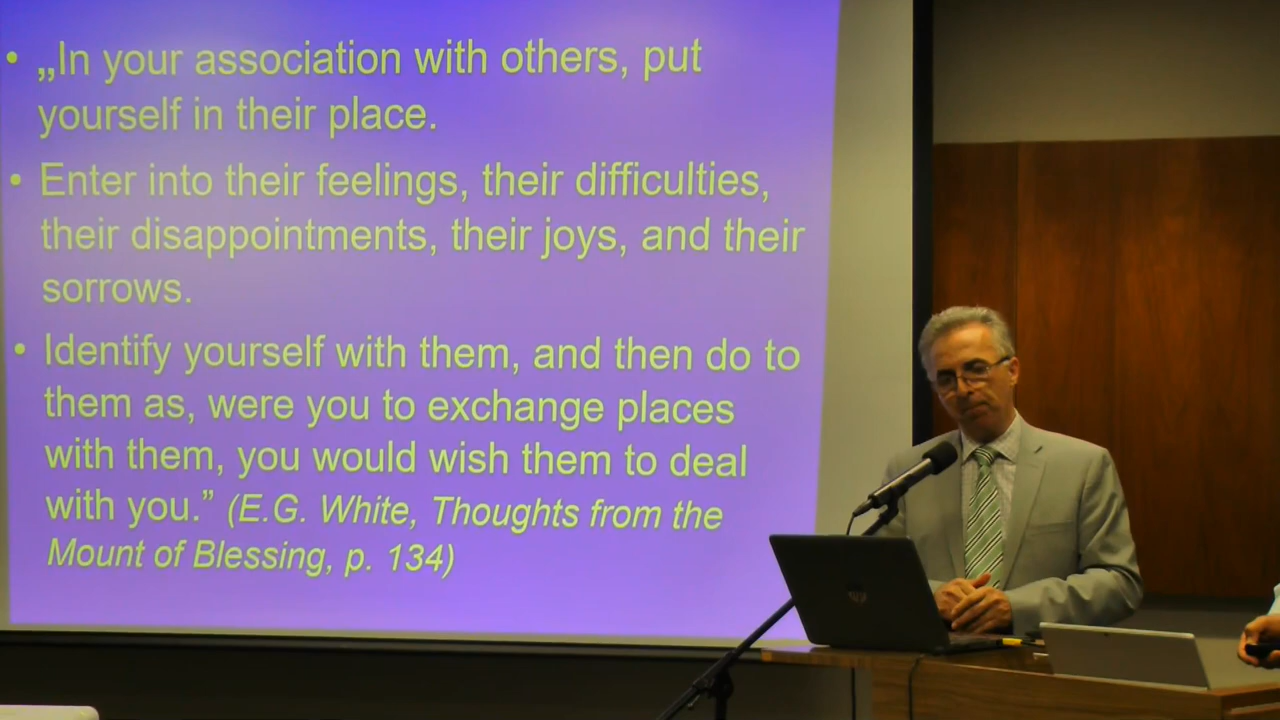 • „In your association with others, put
yourself in their place.
• Enter into their feelings, their difficulties,
their disappointments, their joys, and their
sorrows.
• Identify yourself with them, and then do to
them as, were you to exchange places
with them, you would wish them to deal
with you.” (E.G. White, Thoughts from the
Mount of Blessing, p. 134)
hp